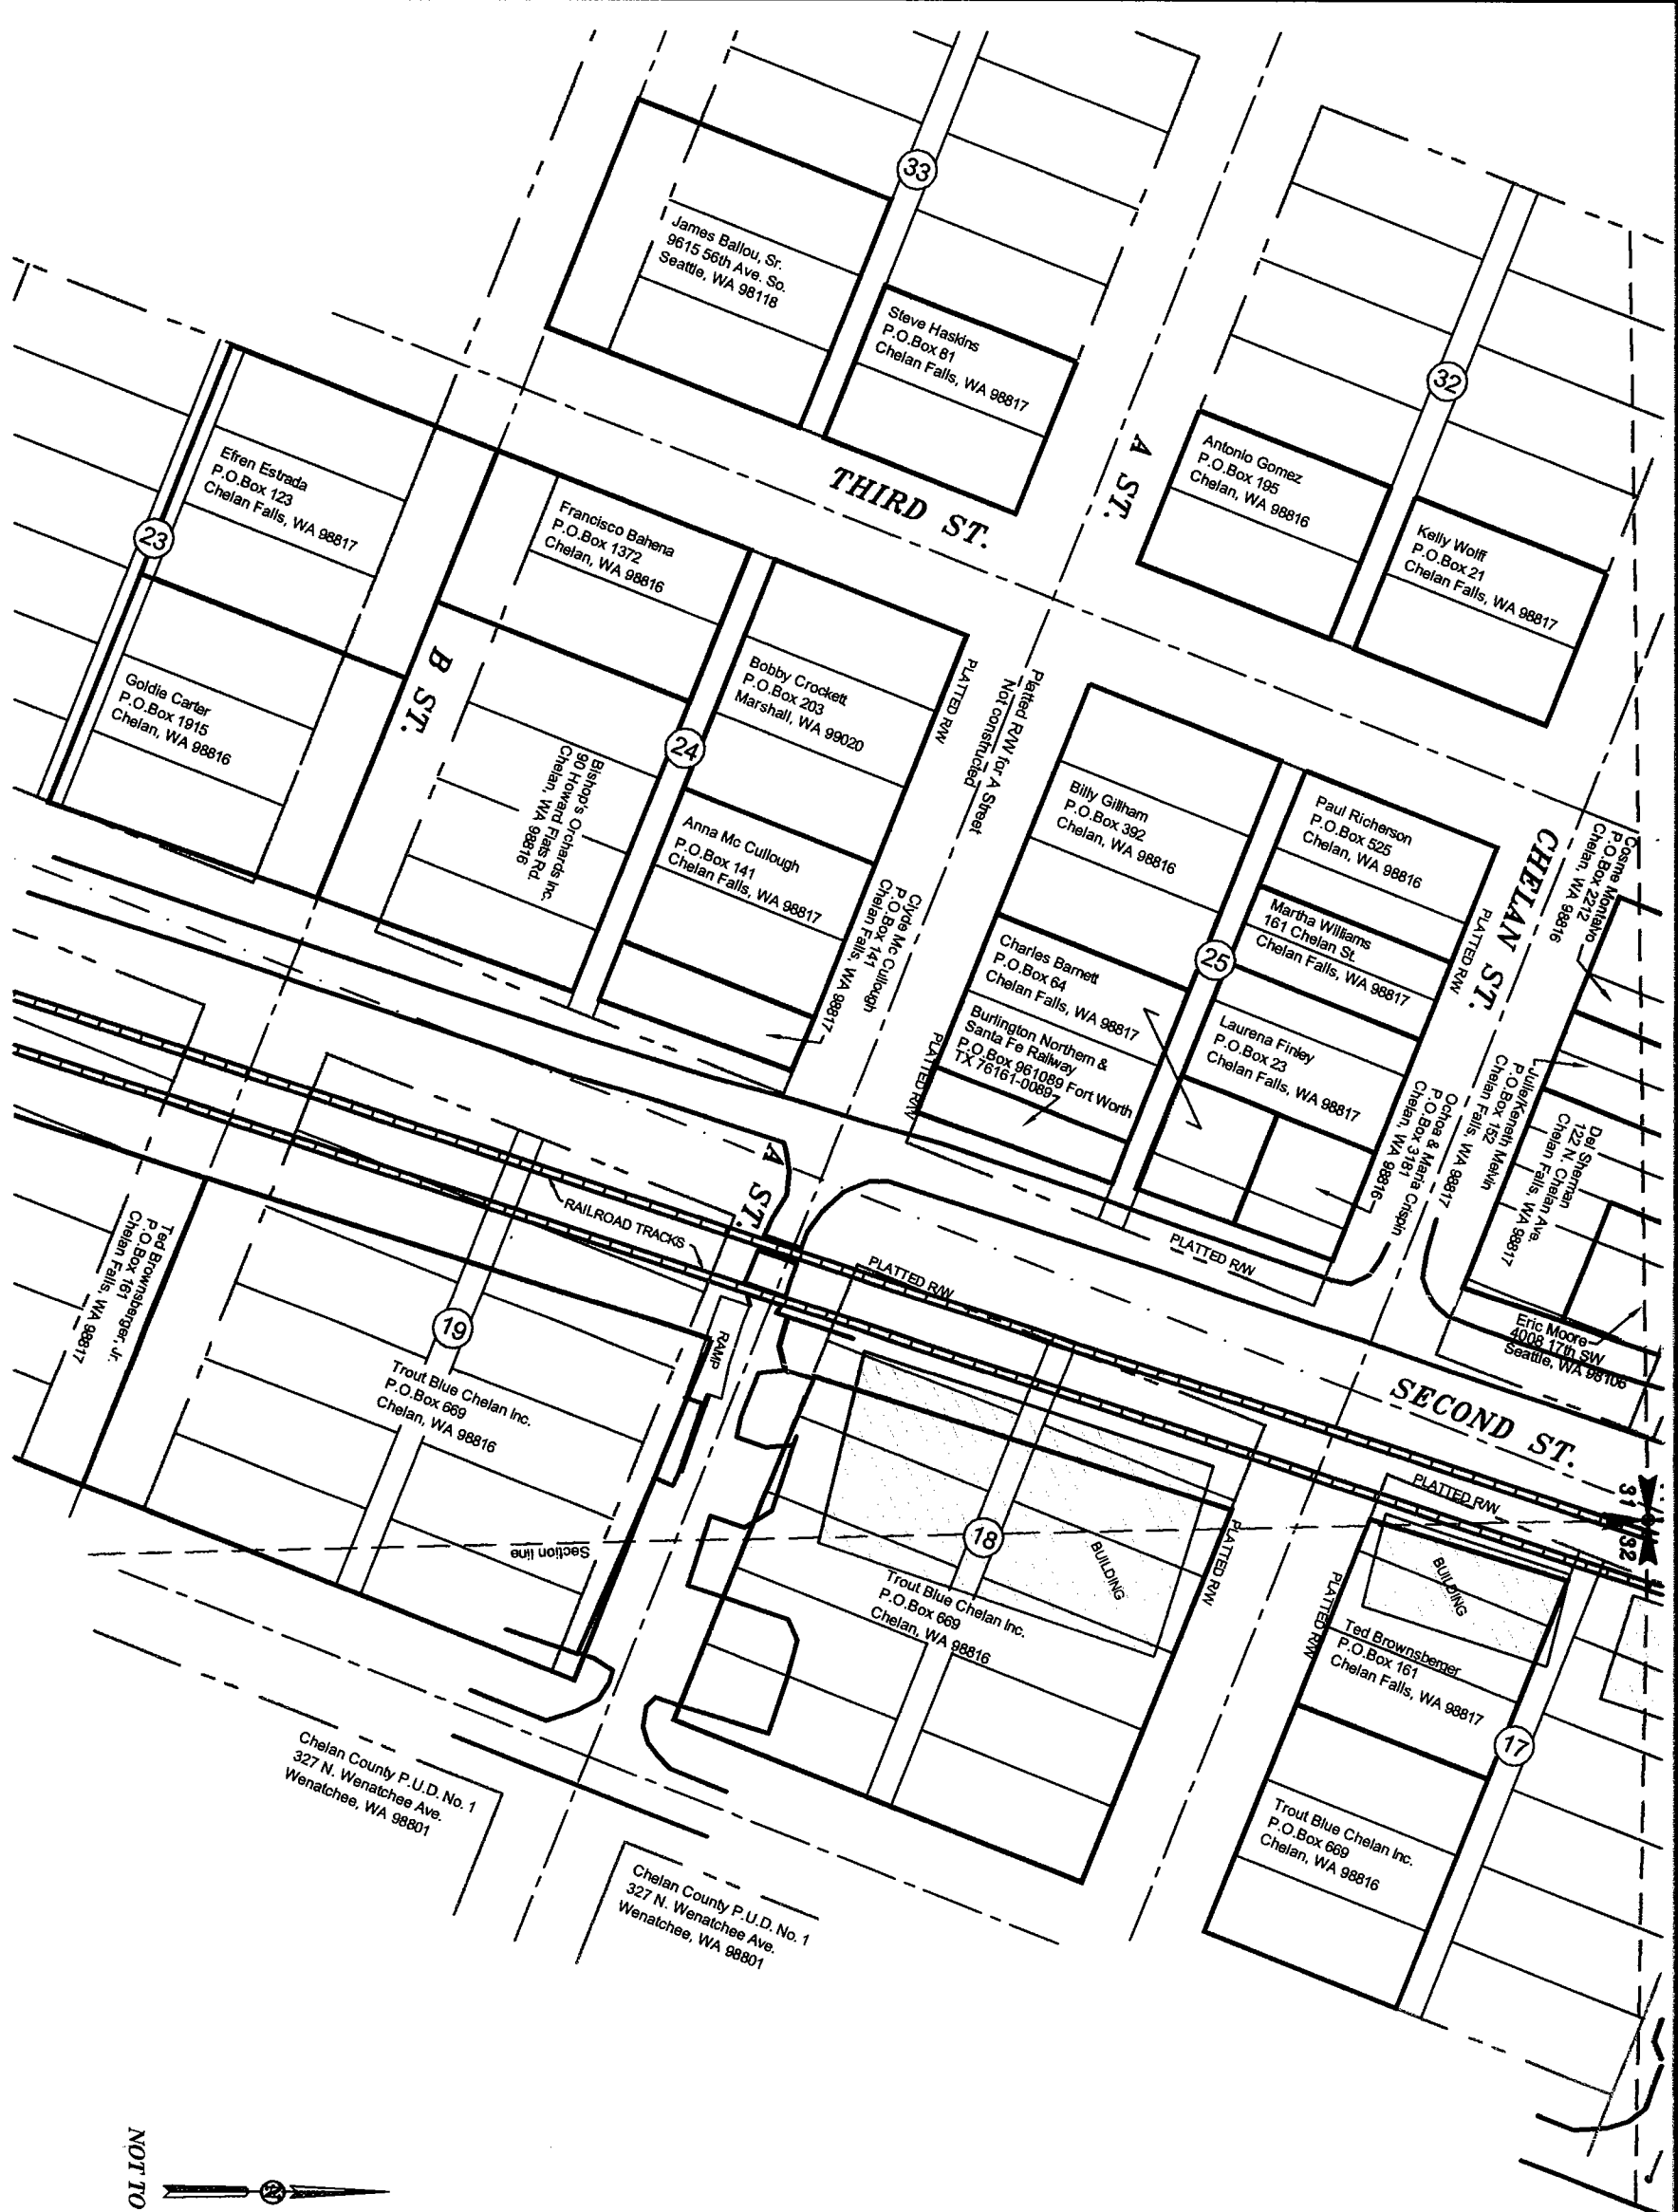 33
James Ballou, Sr.
9615 56th Ave. So.
Seattle, WA 98118
Steve Haskins
P.O.Box 81
Chelan Falls, WA 98817
32
Antonio Gomez
P.O.Box 195
Chelan, WA 98816
Kelly Wolff
P.O.Box 21
Chelan Falls, WA 98817
A ST.
THIRD ST.
Efren Estrada
P.O.Box 123
Chelan Falls, WA 98817
23
Goldie Carter
P.O.Box 1915
Chelan, WA 98816
B ST.
Francisco Bahena
P.O.Box 1372
Chelan, WA 98816
Bobby Crockett
P.O.Box 203
Marshall, WA 99020
24
Bishop's Orchards Inc.
90 Howard Flats Rd.
Chelan, WA 98816
Anna Mc Cullough
P.O.Box 141
Chelan Falls, WA 98817
Clyde Mc Cullough
P.O.Box 141
Chelan Falls, WA 98817
PLATTED R/W
Platted R/W for A Street
Not constructed
Billy Gillham
P.O.Box 392
Chelan, WA 98816
Paul Richerson
P.O.Box 525
Chelan, WA 98816
Martha Williams
161 Chelan St.
Chelan Falls, WA 98817
25
Charles Barnett
P.O.Box 64
Chelan Falls, WA 98817
Laurena Finley
P.O.Box 23
Chelan Falls, WA 98817
Burlington Northern &
Santa Fe Railway
P.O.Box 961089 Fort Worth
TX 76161-0089
PLATTED R/W
PLATTED R/W
CHELAN ST.
Cosme Montalvo
P.O.Box 2212
Chelan, WA 98816
Julie/Kenneth Melvin
P.O.Box 152
Chelan Falls, WA 98817
Ochoa & Maria Crispin
P.O.Box 3181
Chelan, WA 98816
Del Sherman
122 N. Chelan Ave.
Chelan Falls, WA 98817
Eric Moore
4008 17th SW
Seattle, WA 98106
PLATTED R/W
PLATTED R/W
A ST.
RAILROAD TRACKS
RAMP
SECOND ST.
PLATTED R/W
31
32
Ted Brownsberger, Jr.
P.O.Box 161
Chelan Falls, WA 98817
19
Trout Blue Chelan Inc.
P.O.Box 669
Chelan, WA 98816
Section line
18
BUILDING
Trout Blue Chelan Inc.
P.O.Box 669
Chelan, WA 98816
PLATTED R/W
PLATTED R/W
BUILDING
Ted Brownsberger
P.O.Box 161
Chelan Falls, WA 98817
17
Trout Blue Chelan Inc.
P.O.Box 669
Chelan, WA 98816
Chelan County P.U.D. No. 1
327 N. Wenatchee Ave.
Wenatchee, WA 98801
Chelan County P.U.D. No. 1
327 N. Wenatchee Ave.
Wenatchee, WA 98801
NOT TO
N